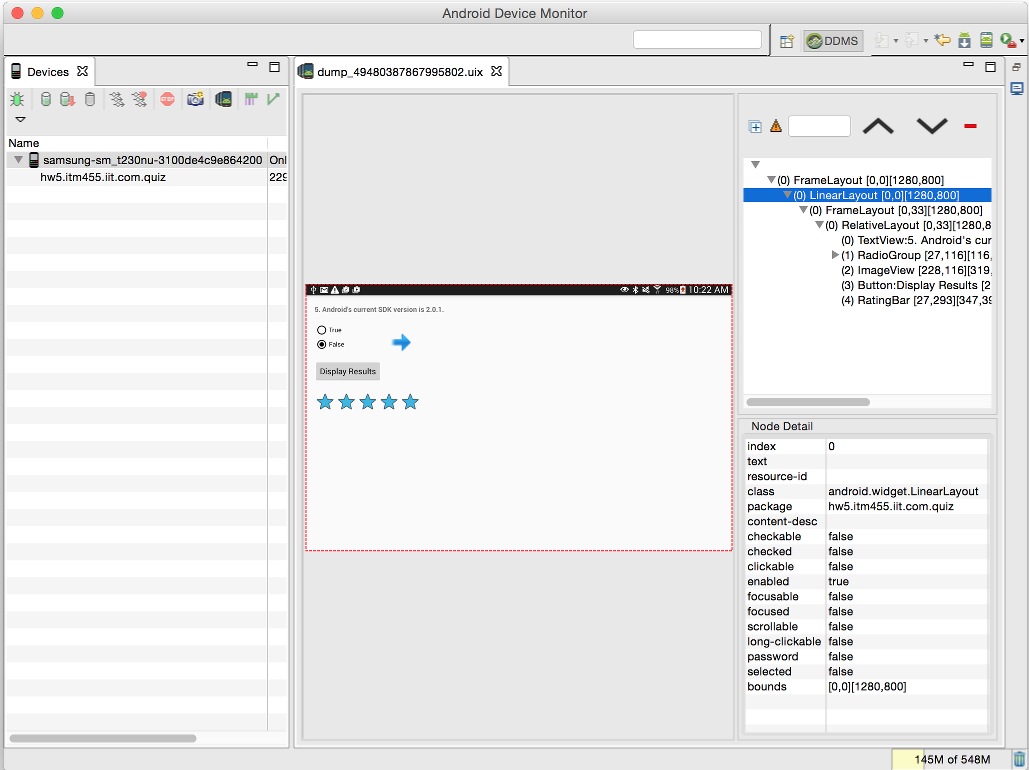 Android Device Monitor
DDMS
Devices
dump_49480387867995802.uix
Name
samsung-sm_t230nu-3100de4c9e864200 Onl
hw5.itm455.iit.com.quiz 229
STOP
98% 10:22 AM
5. Android's current SDK version is 2.0.1.
True
False
Display Results
(0) FrameLayout [0,0][1280,800]
(0) LinearLayout [0,0][1280,800]
(0) FrameLayout [0,33][1280,800]
(0) RelativeLayout [0,33][1280,8
(0) TextView:5. Android's cur
(1) RadioGroup [27,116][116,
(2) ImageView [228,116][319,
(3) Button:Display Results [2
(4) RatingBar [27,293][347,39
Node Detail
index 0
text
resource-id
class android.widget.LinearLayout
package hw5.itm455.iit.com.quiz
content-desc
checkable false
checked false
clickable false
enabled true
focusable false
focused false
scrollable false
long-clickable false
password false
selected false
bounds [0,0][1280,800]
145M of 548M